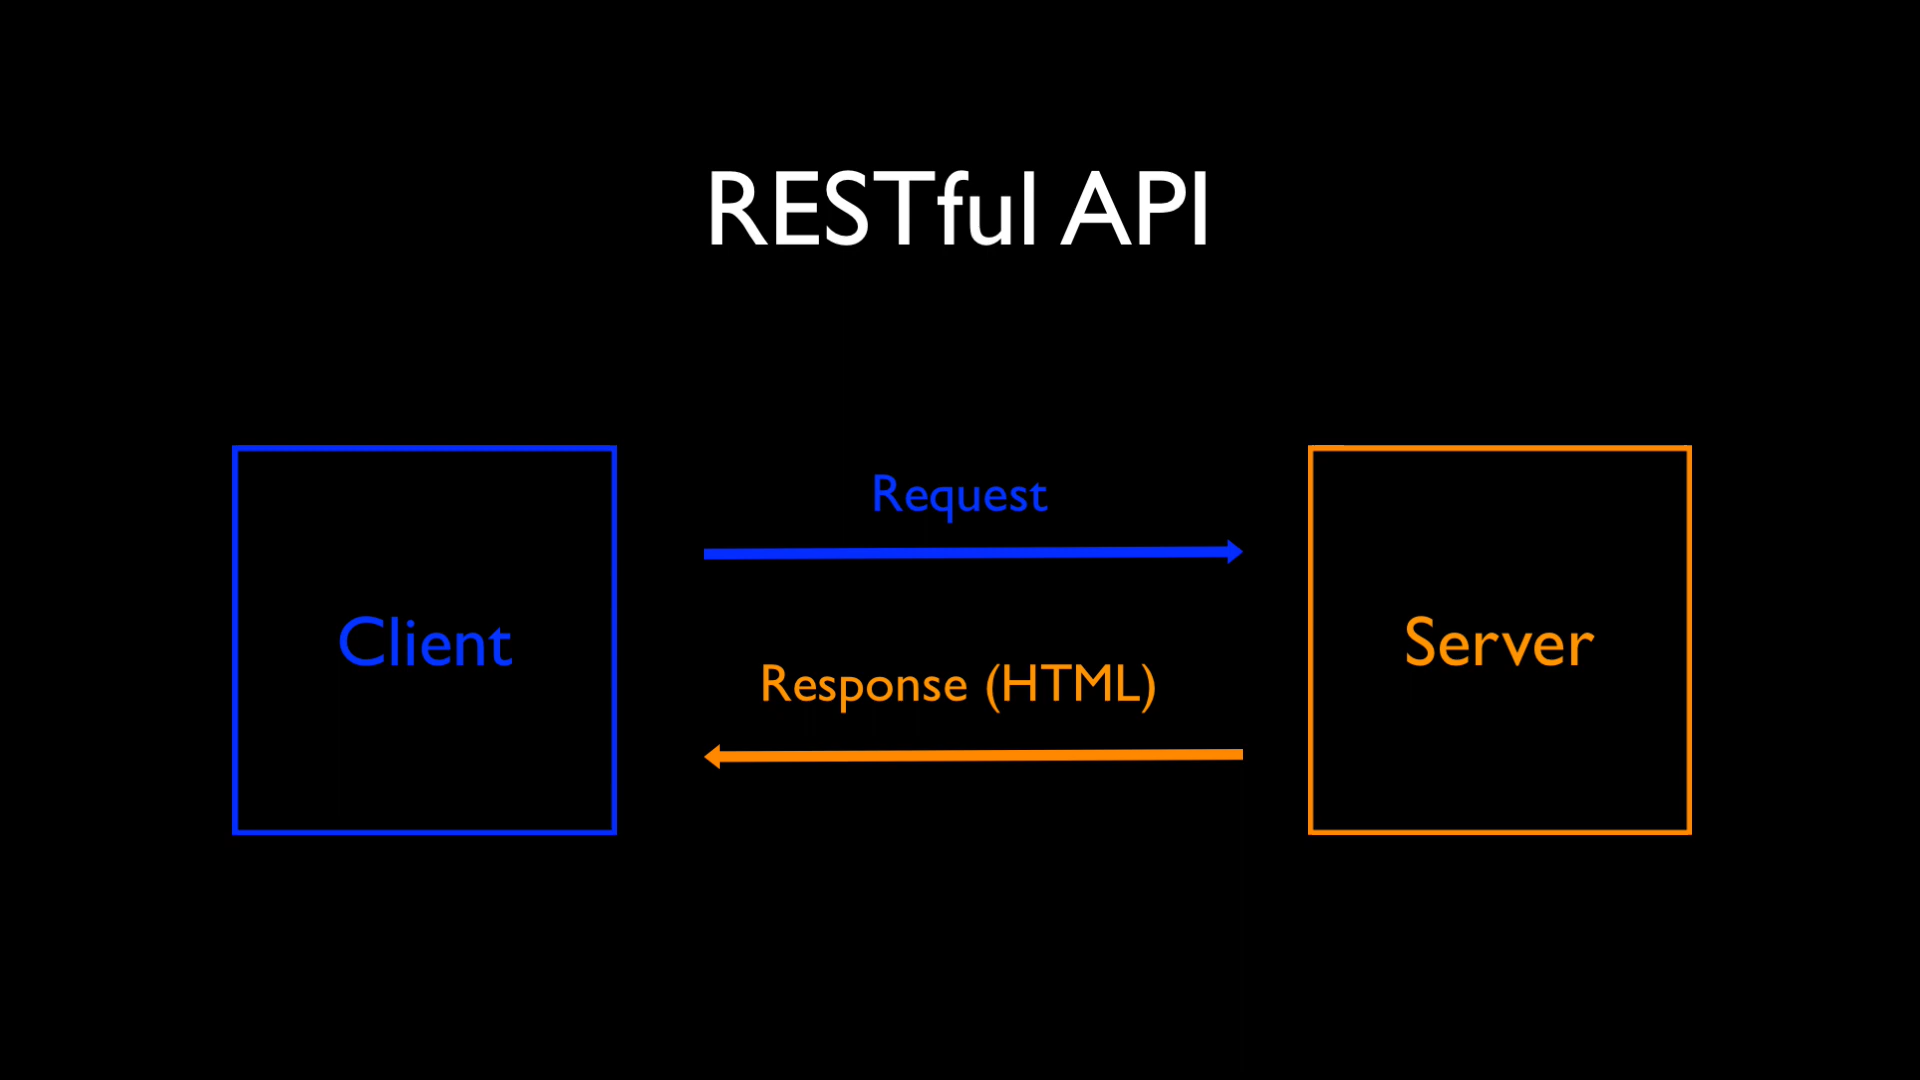 RESTful API
Request
Client
Server
Response (HTML)